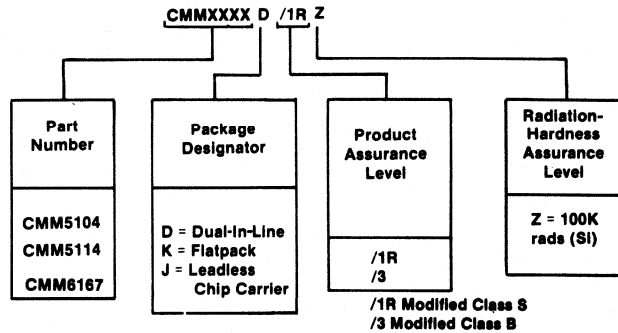 CMMXXXX D /1R Z
Part
Number
CMM5104
CMM5114
CMM6167
Package
Designator
D = Dual-In-Line
K = Flatpack
J = Leadless
Chip Carrier
Product
Assurance
Level
/1R
/3
/1R Modified Class S
/3 Modified Class B
Radiation-
Hardness
Assurance
Level
Z = 100K
rads (Si)